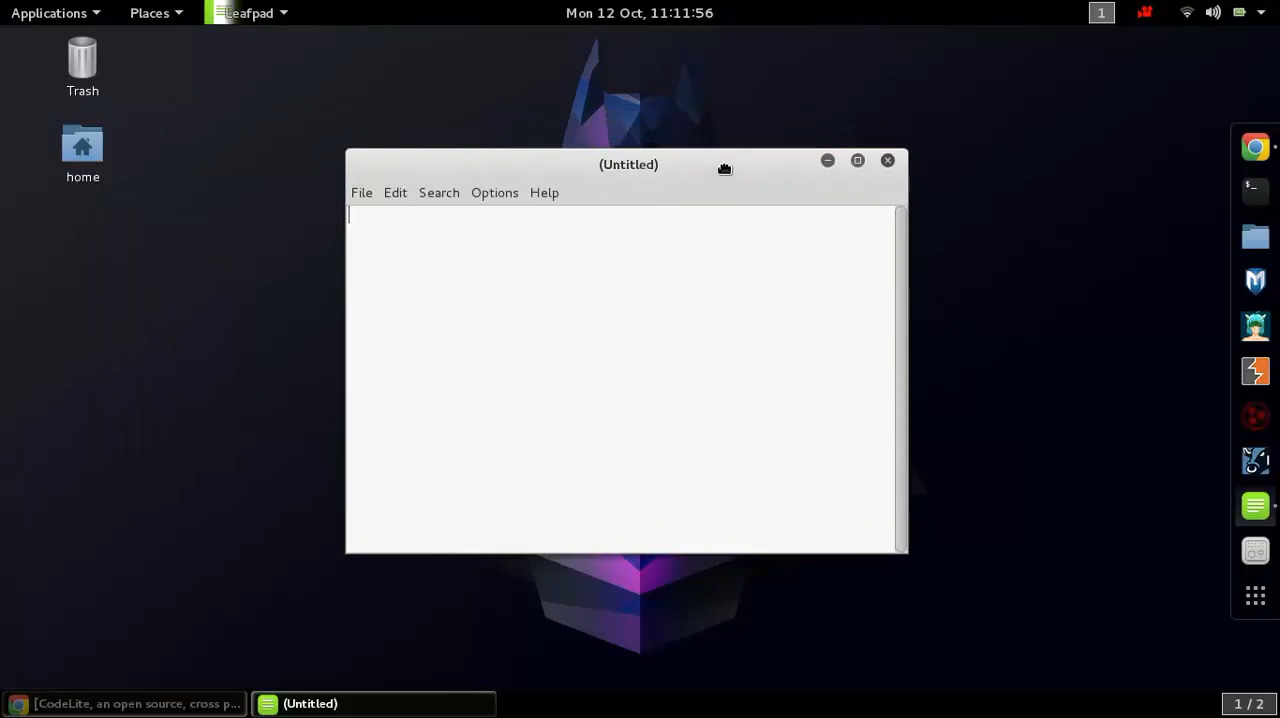 Applications Places Leafpad Mon 12 Oct, 11:11:56 1
Trash
home
(Untitled)
File Edit Search Options Help
[CodeLite, an open source, cross p... (Untitled) 1 / 2